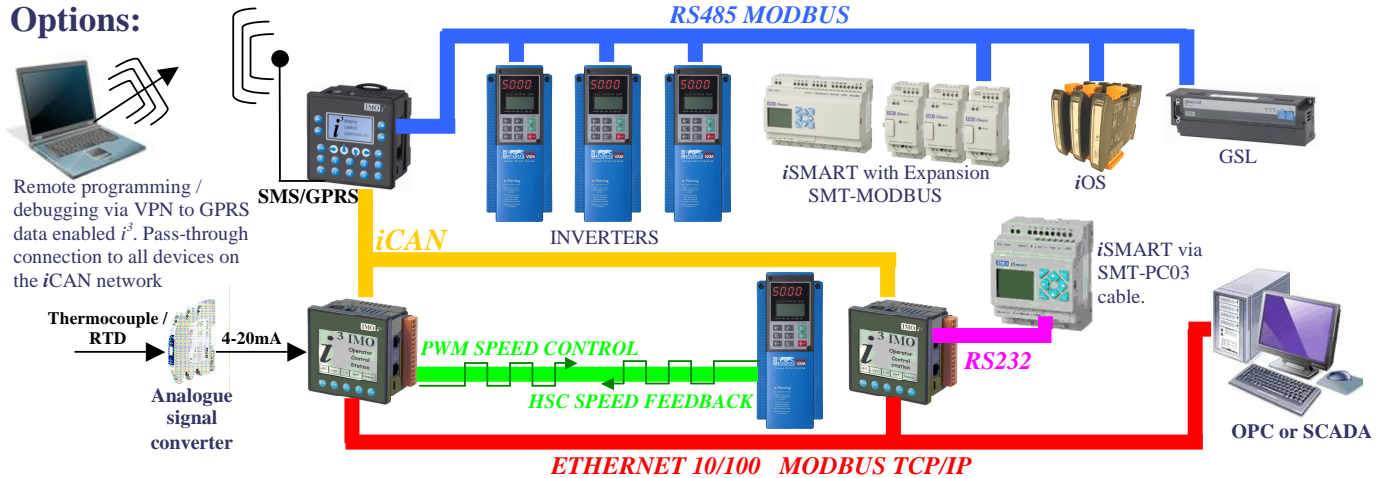 Options:
RS485 MODBUS
IMO
i³
50.00
50.00
50.00
GSL
iSMART with Expansion
SMT-MODBUS
iOS
SMS/GPRS
Remote programming /
debugging via VPN to GPRS
data enabled i³. Pass-through
connection to all devices on
the iCAN network
INVERTERS
iCAN
iSMART via
SMT-PC03
cable.
50.00
Thermocouple /
RTD
4-20mA
i³ IMO
Operator
Control
Station
PWM SPEED CONTROL
HSC SPEED FEEDBACK
i³ IMO
Operator
Control
Station
RS232
Analogue
signal
converter
OPC or SCADA
ETHERNET 10/100 MODBUS TCP/IP